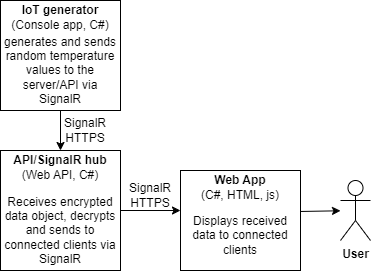 IoT generator
(Console app, C#)
generates and sends
random temperature
values to the
server/API via
SignalR
SignalR
HTTPS
API/SignalR hub
(Web API, C#)
Receives encrypted
data object, decrypts
and sends to
connected clients via
SignalR
SignalR
HTTPS
Web App
(C#, HTML, js)
Displays received
data to connected
clients
User